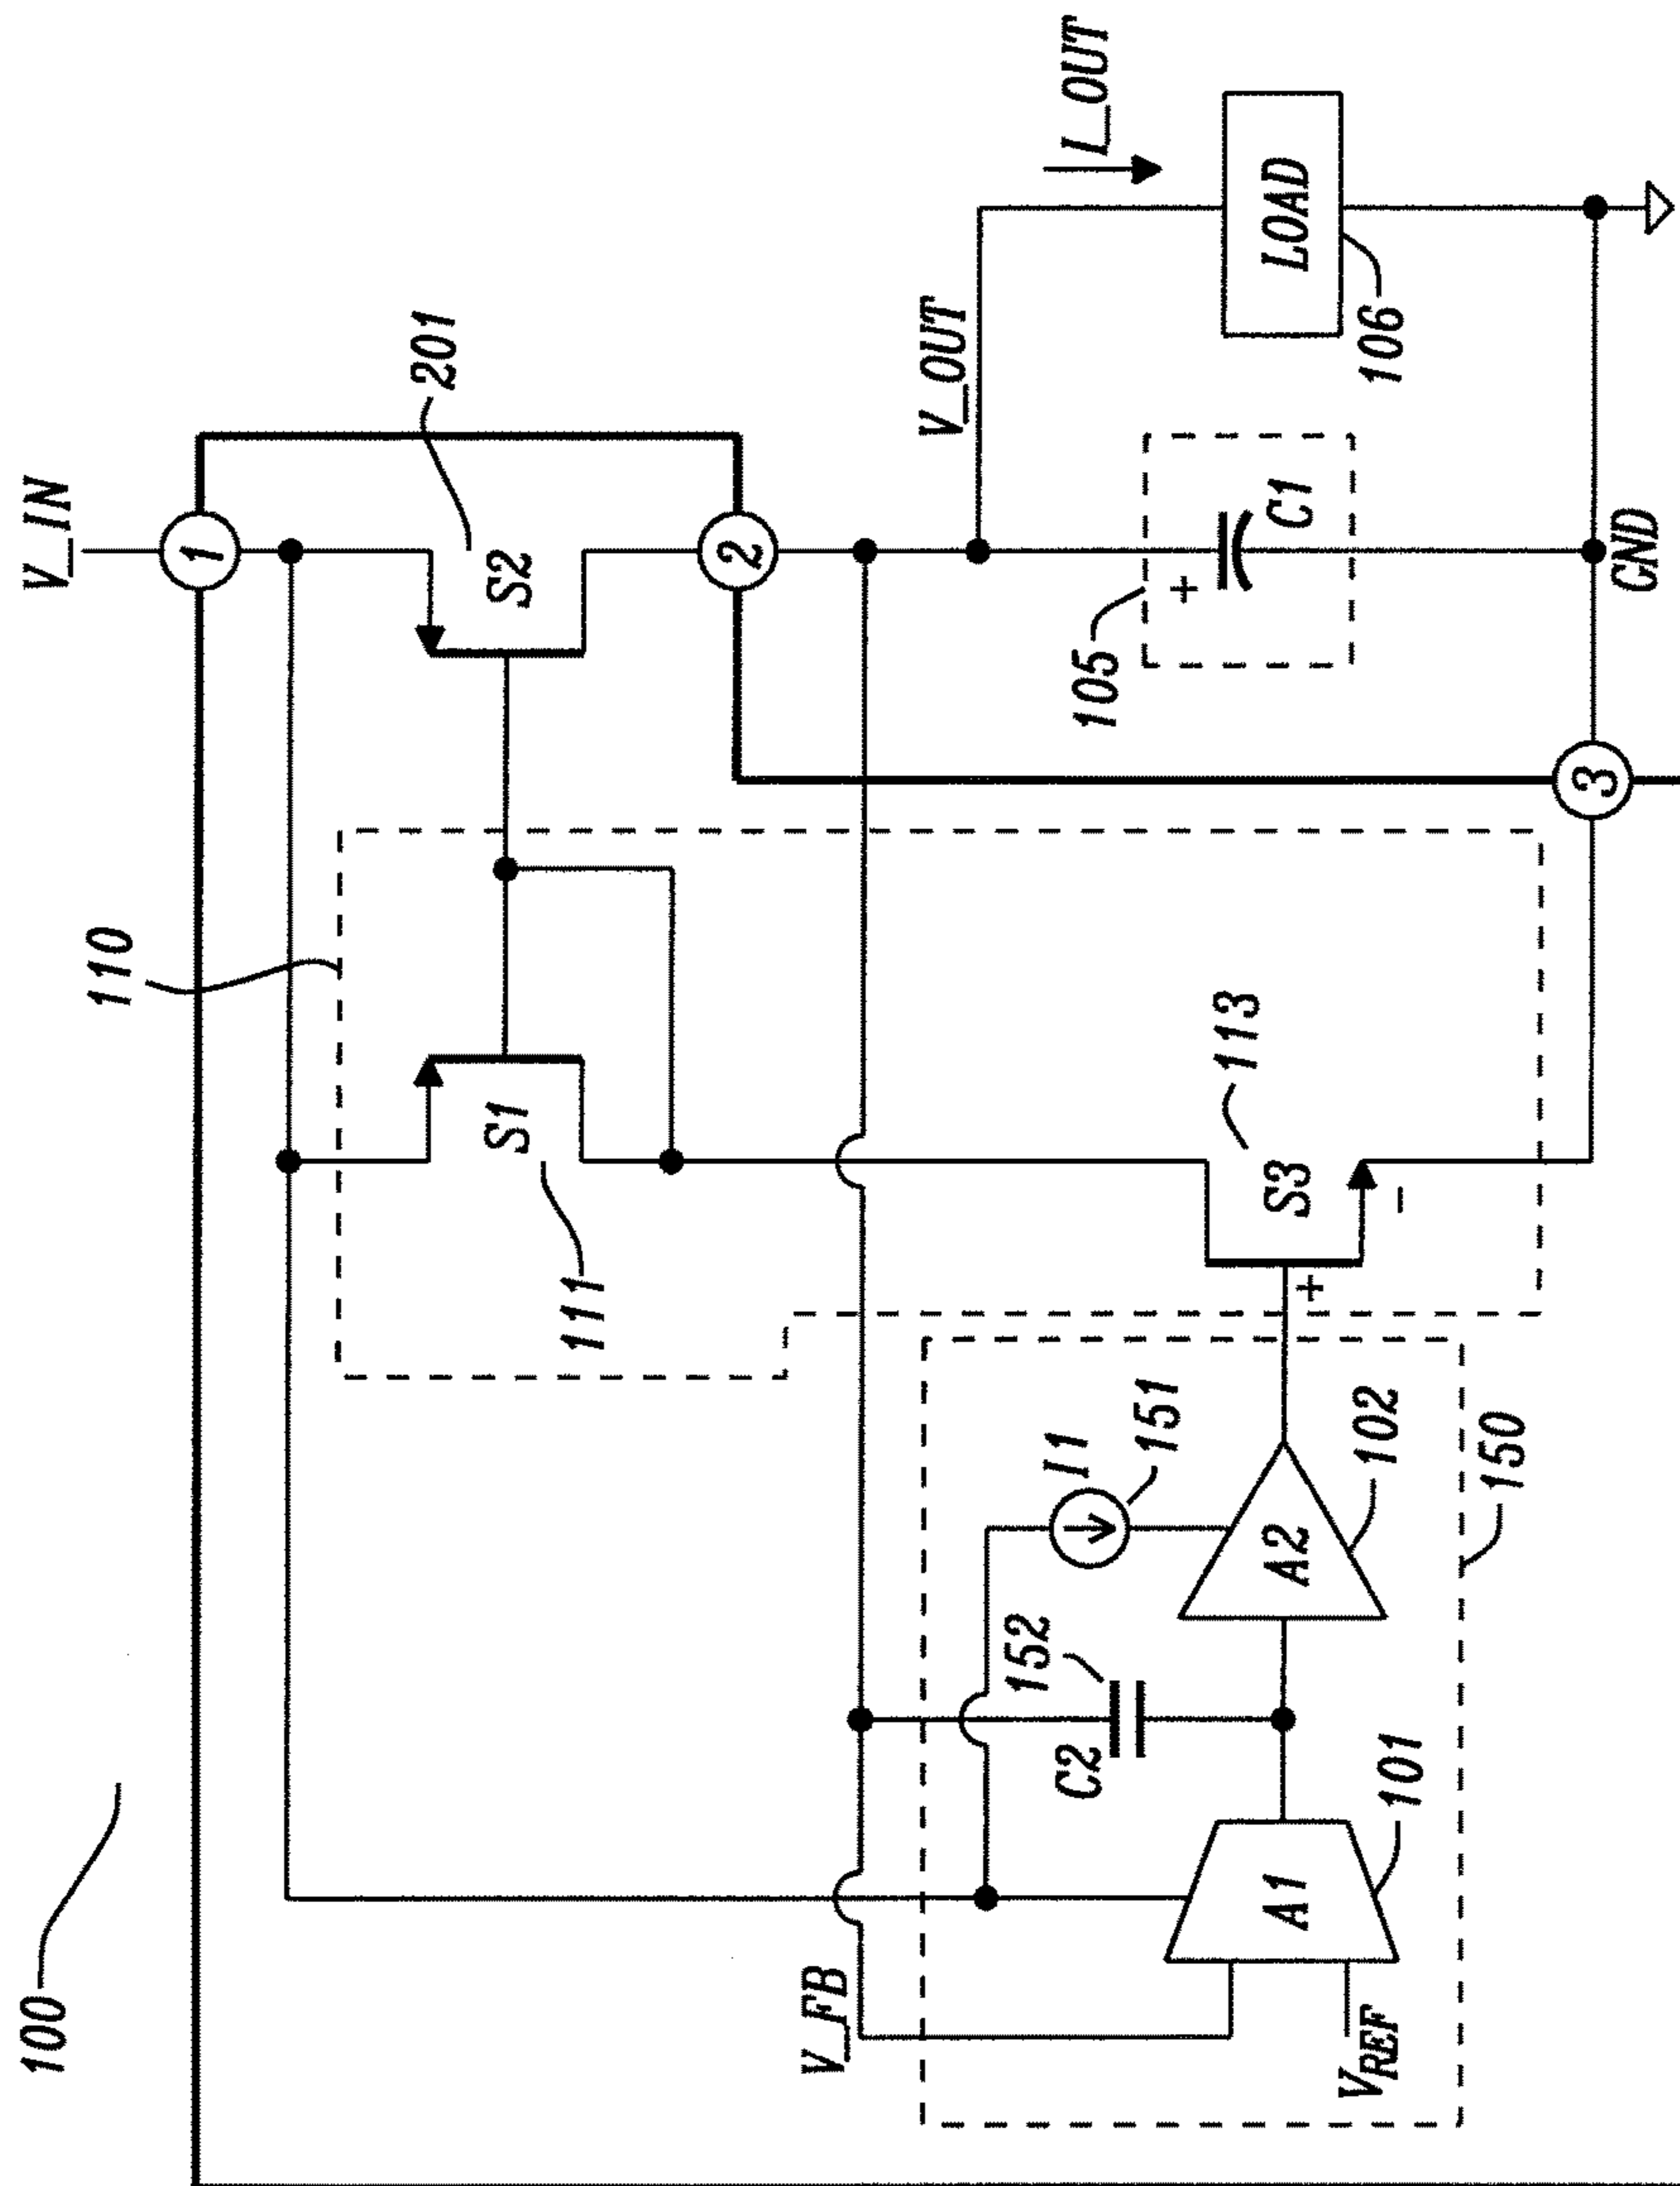 100
V_IN
1
110
201
S2
S1
111
2
V_OUT
I_OUT
LOAD
106
105
+
C1
GND
3
113
S3
+
-
V_FB
VREF
A1
101
C2
152
I1
151
A2
102
150